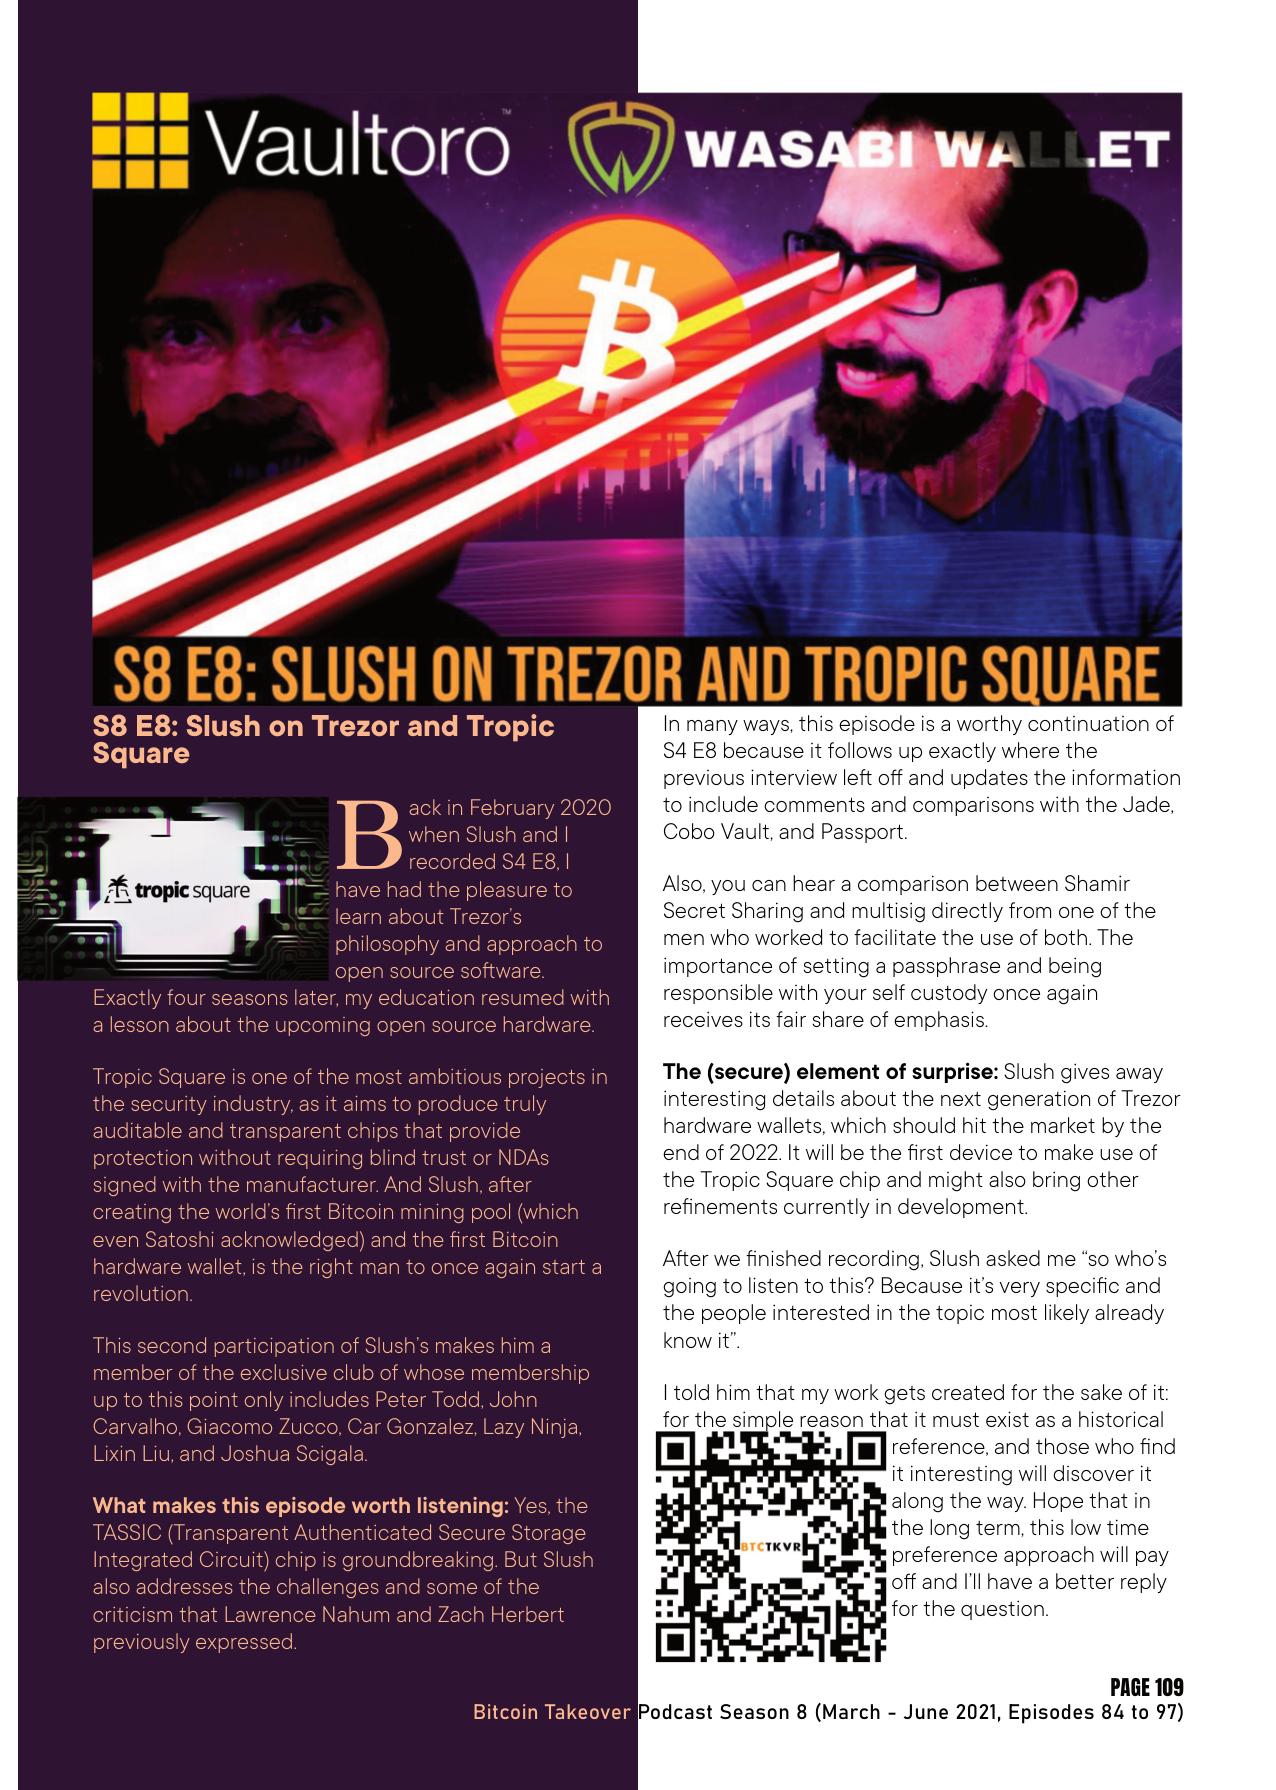 Vaultoro™
WASABI WALLET
S8 E8: SLUSH ON TREZOR AND TROPIC SQUARE
S8 E8: Slush on Trezor and Tropic
Square
tropic square
Back in February 2020
when Slush and I
recorded S4 E8, I
have had the pleasure to
learn about Trezor's
philosophy and approach to
open source software.
Exactly four seasons later, my education resumed with
a lesson about the upcoming open source hardware.
Tropic Square is one of the most ambitious projects in
the security industry, as it aims to produce truly
auditable and transparent chips that provide
protection without requiring blind trust or NDAs
signed with the manufacturer. And Slush, after
creating the world's first Bitcoin mining pool (which
even Satoshi acknowledged) and the first Bitcoin
hardware wallet, is the right man to once again start a
revolution.
This second participation of Slush's makes him a
member of the exclusive club of whose membership
up to this point only includes Peter Todd, John
Carvalho, Giacomo Zucco, Car Gonzalez, Lazy Ninja,
Lixin Liu, and Joshua Scigala.
What makes this episode worth listening: Yes, the
TASSIC (Transparent Authenticated Secure Storage
Integrated Circuit) chip is groundbreaking. But Slush
also addresses the challenges and some of the
criticism that Lawrence Nahum and Zach Herbert
previously expressed.
In many ways, this episode is a worthy continuation of
S4 E8 because it follows up exactly where the
previous interview left off and updates the information
to include comments and comparisons with the Jade,
Cobo Vault, and Passport.
Also, you can hear a comparison between Shamir
Secret Sharing and multisig directly from one of the
men who worked to facilitate the use of both. The
importance of setting a passphrase and being
responsible with your self custody once again
receives its fair share of emphasis.
The (secure) element of surprise: Slush gives away
interesting details about the next generation of Trezor
hardware wallets, which should hit the market by the
end of 2022. It will be the first device to make use of
the Tropic Square chip and might also bring other
refinements currently in development.
After we finished recording, Slush asked me “so who's
going to listen to this? Because it's very specific and
the people interested in the topic most likely already
know it”.
I told him that my work gets created for the sake of it:
for the simple reason that it must exist as a historical
reference, and those who find
it interesting will discover it
along the way. Hope that in
the long term, this low time
preference approach will pay
off and I'll have a better reply
for the question.
BTCTKVR
PAGE 109
Bitcoin Takeover Podcast Season 8 (March - June 2021, Episodes 84 to 97)